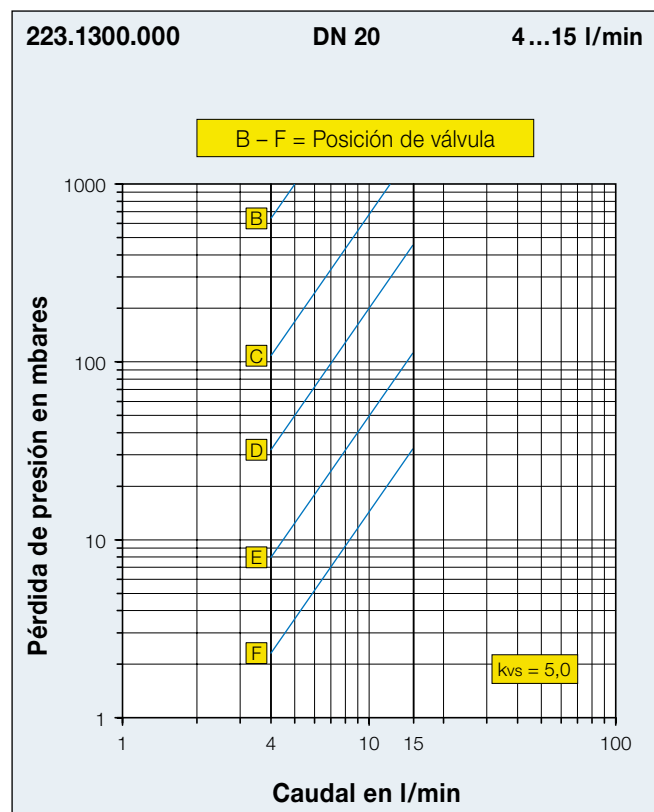 223.1300.000 DN 20 4...15 l/min
B – F = Posición de válvula
Pérdida de presión en mbares
1000
B
C
100
D
10
E
F
kvs = 5,0
1
1 4 10 15 100
Caudal en l/min